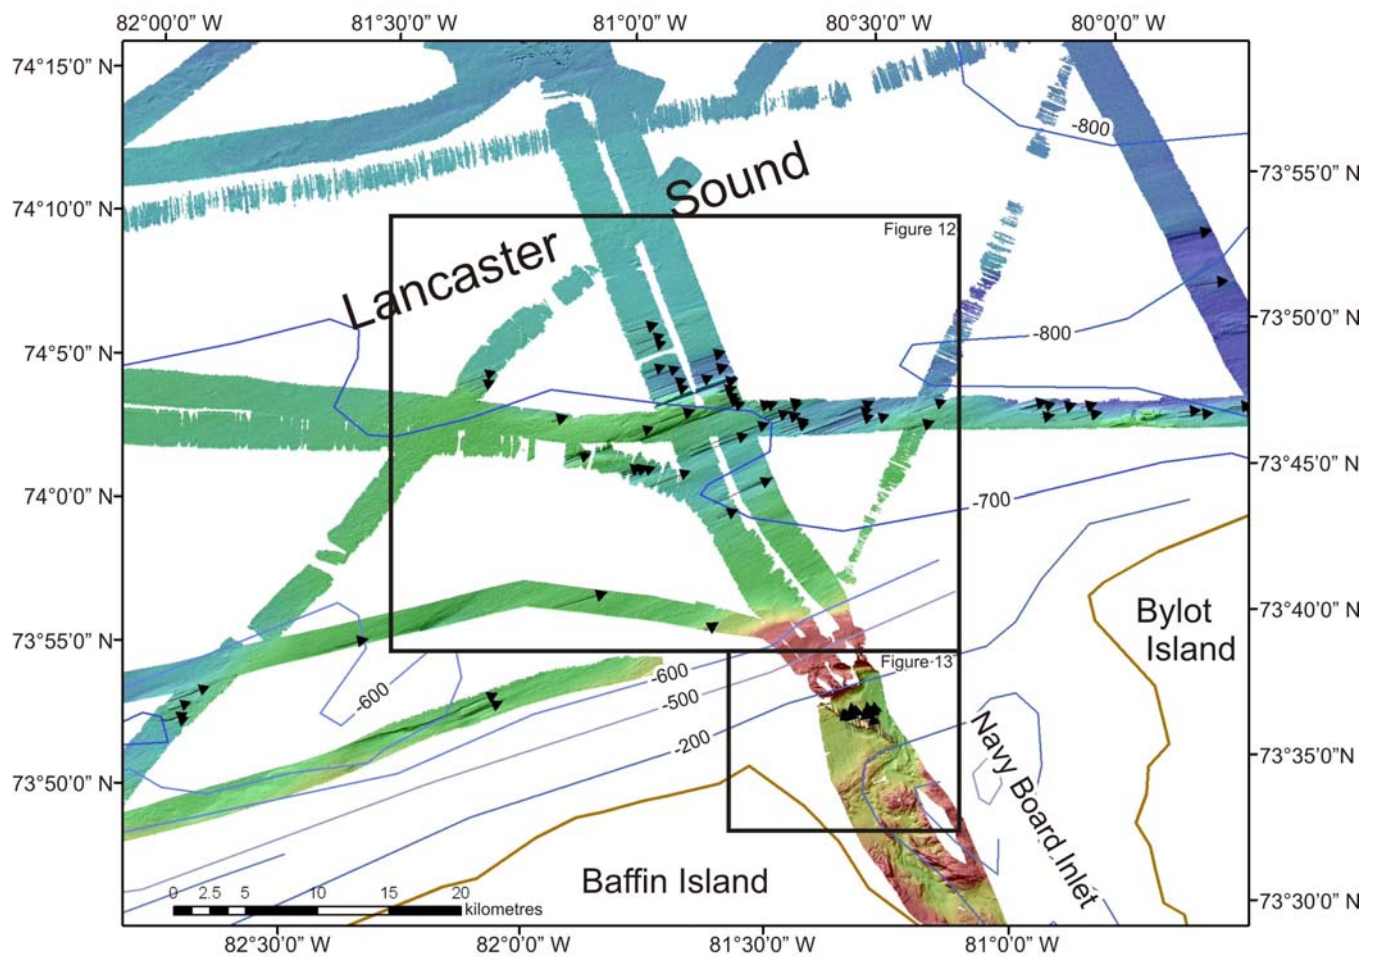 82°00'0" W 81°30'0" W 81°0'0" W 80°30'0" W 80°00'0" W
74°15'0" N
-800
73°55'0" N
Sound
74°10'0" N
Figure 12
Lancaster
73°50'0" N
-800
74°5'0" N
73°45'0" N
74°0'0" N
-700
73°40'0" N
Bylot
Island
73°55'0" N
Figure 13
-600
-600
-500
-200
Navy Board Inlet
73°35'0" N
73°50'0" N
Baffin Island
0 2.5 5 10 15 20
kilometres
73°30'0" N
82°30'0" W 82°0'0" W 81°30'0" W 81°0'0" W